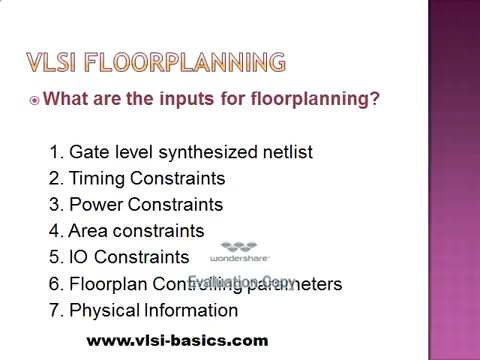 VLSI FLOORPLANNING
What are the inputs for floorplanning?
1. Gate level synthesized netlist
2. Timing Constraints
3. Power Constraints
4. Area constraints
5. IO Constraints
wondershare
6. Floorplan Controlling parameters
Evaluation Copy
7. Physical Information
www.vlsi-basics.com